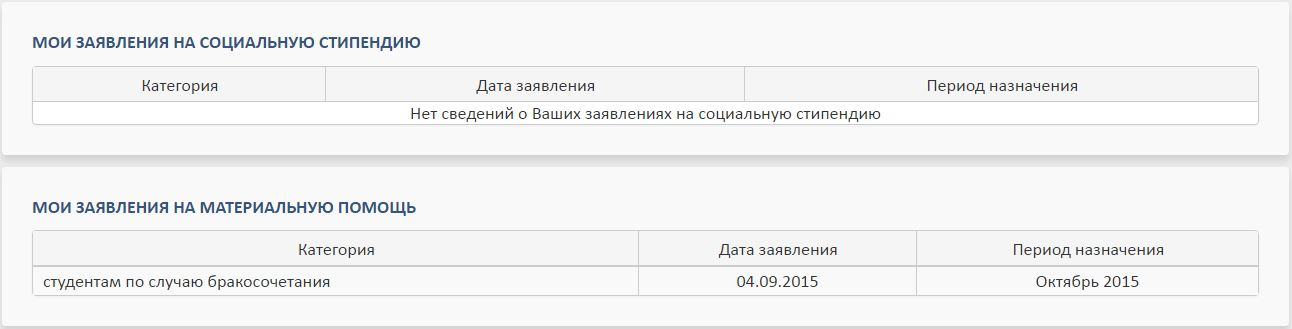 МОИ ЗАЯВЛЕНИЯ НА СОЦИАЛЬНУЮ СТИПЕНДИЮ
Категория Дата заявления Период назначения
Нет сведений о Ваших заявлениях на социальную стипендию
МОИ ЗАЯВЛЕНИЯ НА МАТЕРИАЛЬНУЮ ПОМОЩЬ
Категория Дата заявления Период назначения
студентам по случаю бракосочетания 04.09.2015 Октябрь 2015